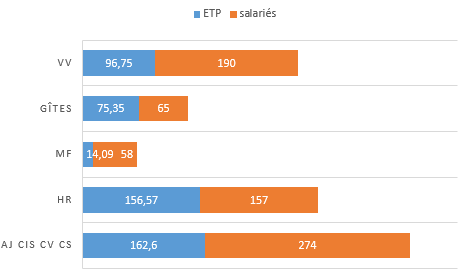 ETP salariés
VV 96,75 190
GÎTES 75,35 65
MF 14,09 58
HR 156,57 157
AJ CIS CV CS 162,6 274